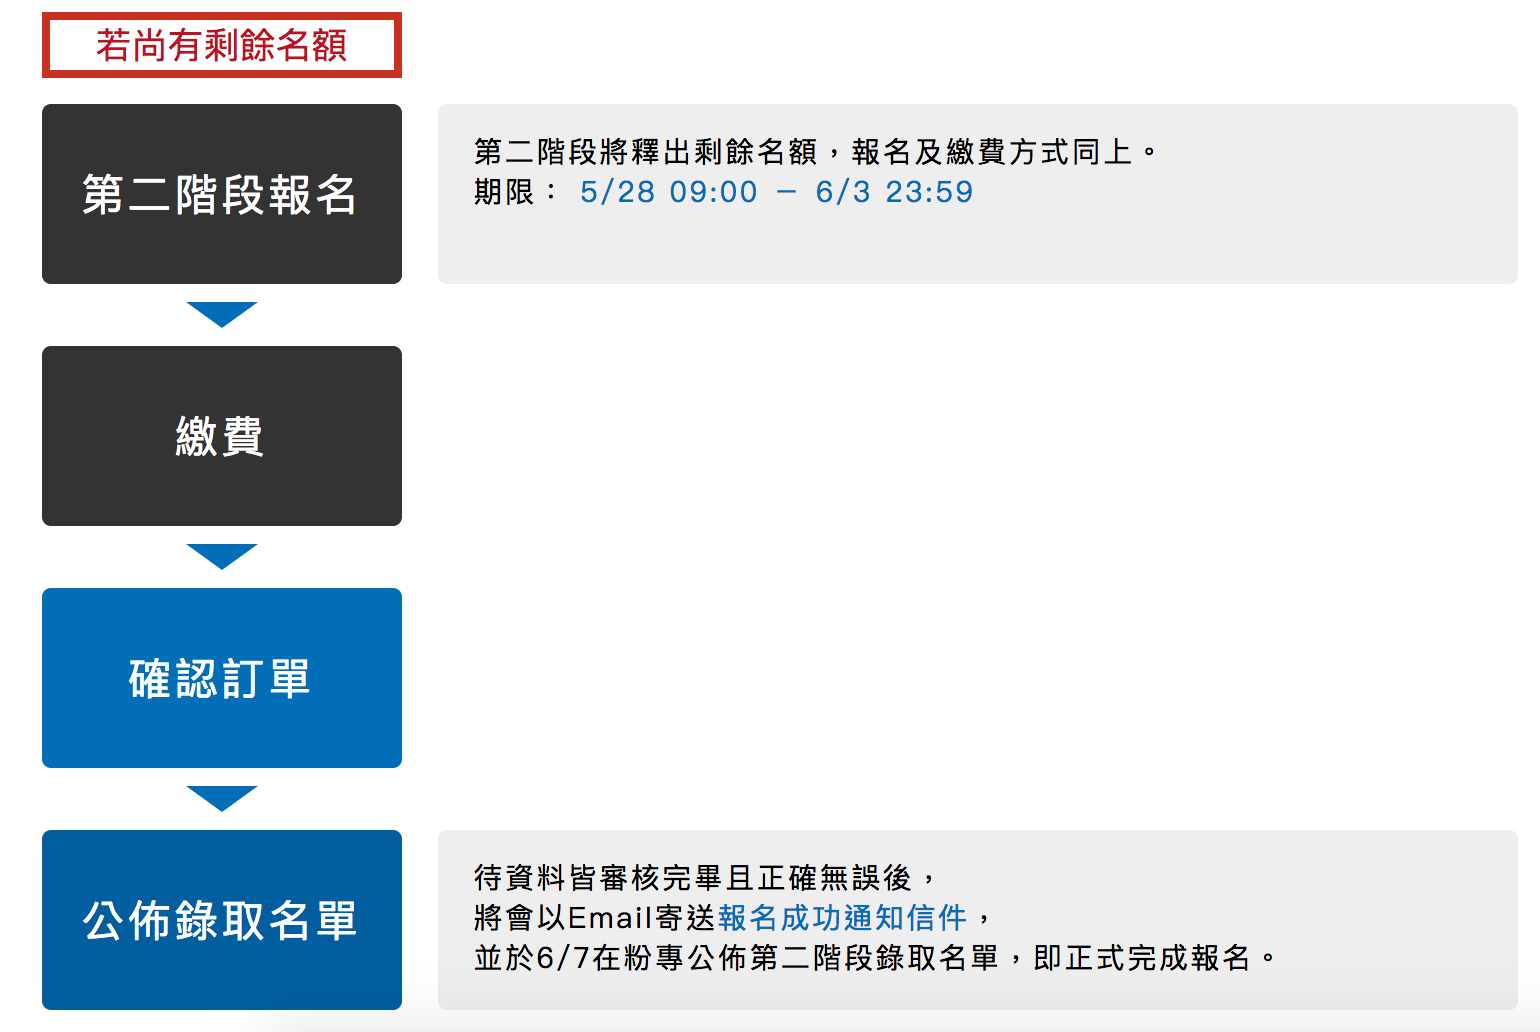 若尚有剩餘名額
第二階段報名
第二階段將釋出剩餘名額，報名及繳費方式同上。
期限： 5/28 09:00 － 6/3 23:59
繳費
確認訂單
公佈錄取名單
待資料皆審核完畢且正確無誤後，
將會以Email寄送報名成功通知信件，
並於6/7在粉專公佈第二階段錄取名單，即正式完成報名。